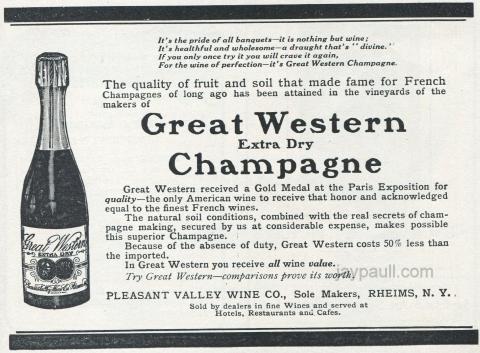 It's the pride of all banquets—it is nothing but wine;
It's healthful and wholesome—a draught that's "divine."
If you only once try it you will crave it again,
For the wine of perfection—it's Great Western Champagne.
The quality of fruit and soil that made fame for French
Champagnes of long ago has been attained in the vineyards of the
makers of
Great Western
Extra Dry
Champagne
Great Western received a Gold Medal at the Paris Exposition for
quality—the only American wine to receive that honor and acknowledged
equal to the finest French wines.
The natural soil conditions, combined with the real secrets of cham-
pagne making, secured by us at considerable expense, makes possible
this superior Champagne.
Because of the absence of duty, Great Western costs 50% less than
the imported.
In Great Western you receive all wine value.
Try Great Western—comparisons prove its worth.
jaypaull.com
PLEASANT VALLEY WINE CO., Sole Makers, RHEIMS, N. Y.
Sold by dealers in fine Wines and served at
Hotels, Restaurants and Cafes.
Great Western
EXTRA DRY